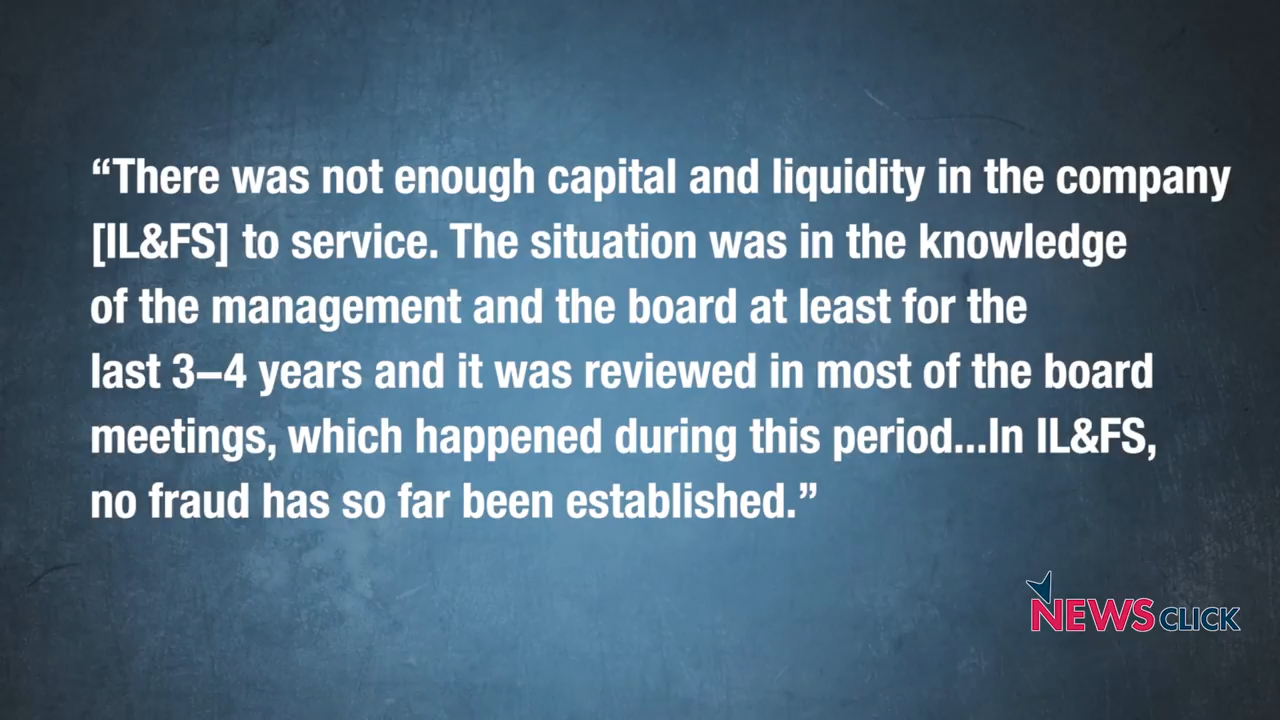 “There was not enough capital and liquidity in the company
[IL&FS] to service. The situation was in the knowledge
of the management and the board at least for the
last 3–4 years and it was reviewed in most of the board
meetings, which happened during this period...In IL&FS,
no fraud has so far been established.”
NEWSCLICK